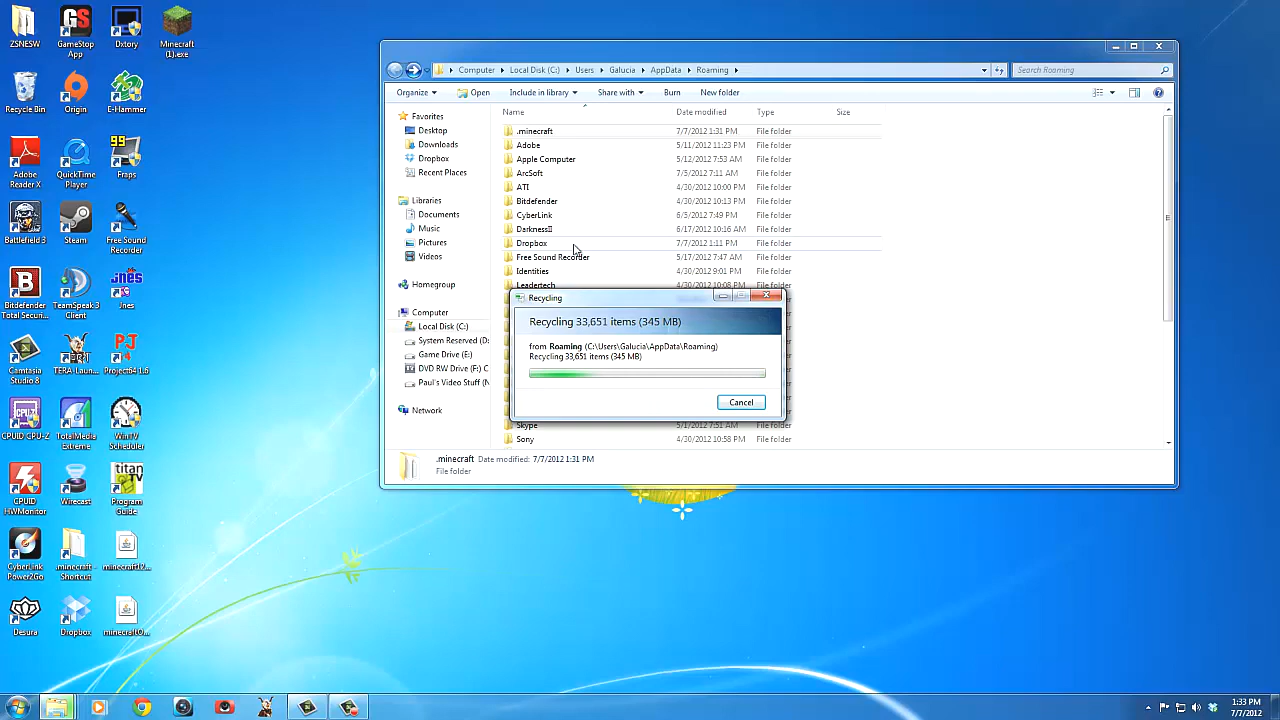 ZSNESW
GameStop App
Dxtory
Minecraft (1).exe
Recycle Bin
Origin
E-Hammer
Adobe Reader X
QuickTime Player
99
Fraps
Battlefield 3
Steam
Free Sound Recorder
Bitdefender Total Securi...
TeamSpeak 3 Client
Jnes
Camtasia Studio 8
TERA-Laun...
Project64 1.6
CPUID CPU-Z
TotalMedia Extreme
WinTV Scheduler
CPUID HWMonitor
Wirecast
titan TV
Program Guide
CyberLink Power2Go
.minecraft - Shortcut
Desura
Dropbox
Computer
Local Disk (C:)
Users
Galucia
AppData
Roaming
Search Roaming
Organize
Open
Include in library
Share with
Burn
New folder
Favorites
Desktop
Downloads
Dropbox
Recent Places
Libraries
Documents
Music
Pictures
Videos
Homegroup
Computer
Local Disk (C:)
System Reserved (D:
Game Drive (E:)
DVD RW Drive (F:) C
Paul's Video Stuff (N
Network
Name Date modified Type Size
.minecraft 7/7/2012 1:31 PM File folder
Adobe 5/11/2012 11:23 PM File folder
Apple Computer 5/12/2012 7:53 AM File folder
ArcSoft 7/5/2012 7:11 AM File folder
ATI 4/30/2012 10:00 PM File folder
Bitdefender 4/30/2012 10:13 PM File folder
CyberLink 6/5/2012 7:49 PM File folder
DarknessII 6/17/2012 10:16 AM File folder
Dropbox 7/7/2012 1:11 PM File folder
Free Sound Recorder 5/17/2012 7:47 AM File folder
Identities 4/30/2012 9:01 PM File folder
Leadertech 4/30/2012 10:08 PM File folder
Recycling
Recycling 33,651 items (345 MB)
from Roaming (C:\Users\Galucia\AppData\Roaming)
Recycling 33,651 items (345 MB)
Cancel
Skype 5/1/2012 7:51 AM File folder
Sony 4/30/2012 10:58 PM File folder
.minecraft Date modified: 7/7/2012 1:31 PM
File folder
1:33 PM
7/7/2012